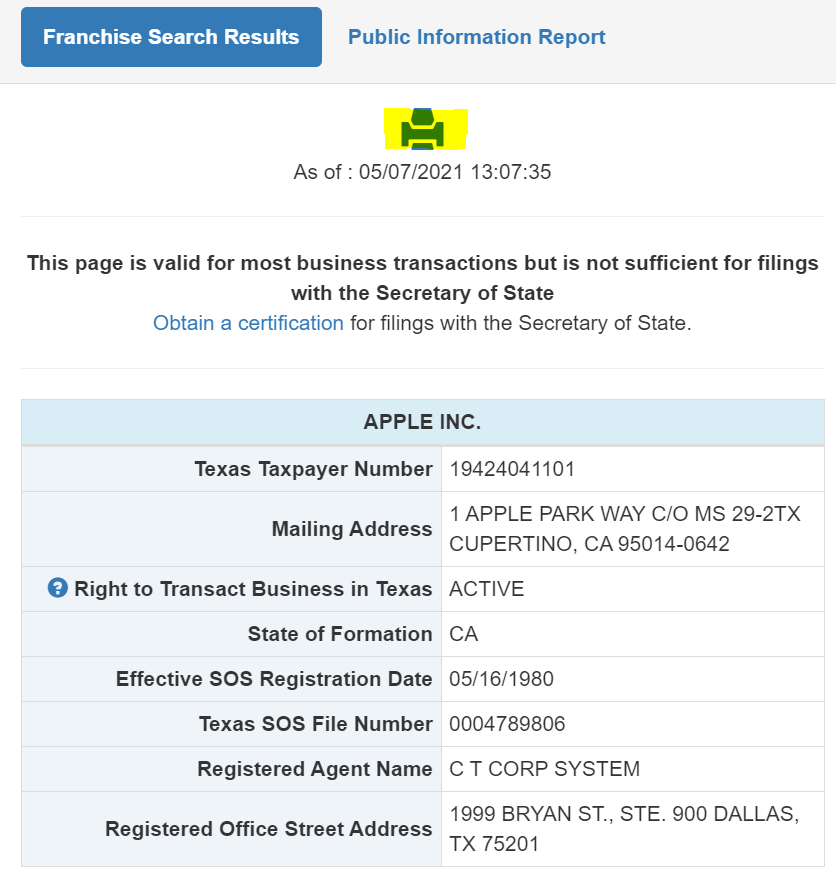 Franchise Search Results
Public Information Report
As of : 05/07/2021 13:07:35
This page is valid for most business transactions but is not sufficient for filings
with the Secretary of State
Obtain a certification for filings with the Secretary of State.
APPLE INC.
Texas Taxpayer Number 19424041101
Mailing Address 1 APPLE PARK WAY C/O MS 29-2TX
CUPERTINO, CA 95014-0642
? Right to Transact Business in Texas ACTIVE
State of Formation CA
Effective SOS Registration Date 05/16/1980
Texas SOS File Number 0004789806
Registered Agent Name C T CORP SYSTEM
Registered Office Street Address 1999 BRYAN ST., STE. 900 DALLAS,
TX 75201